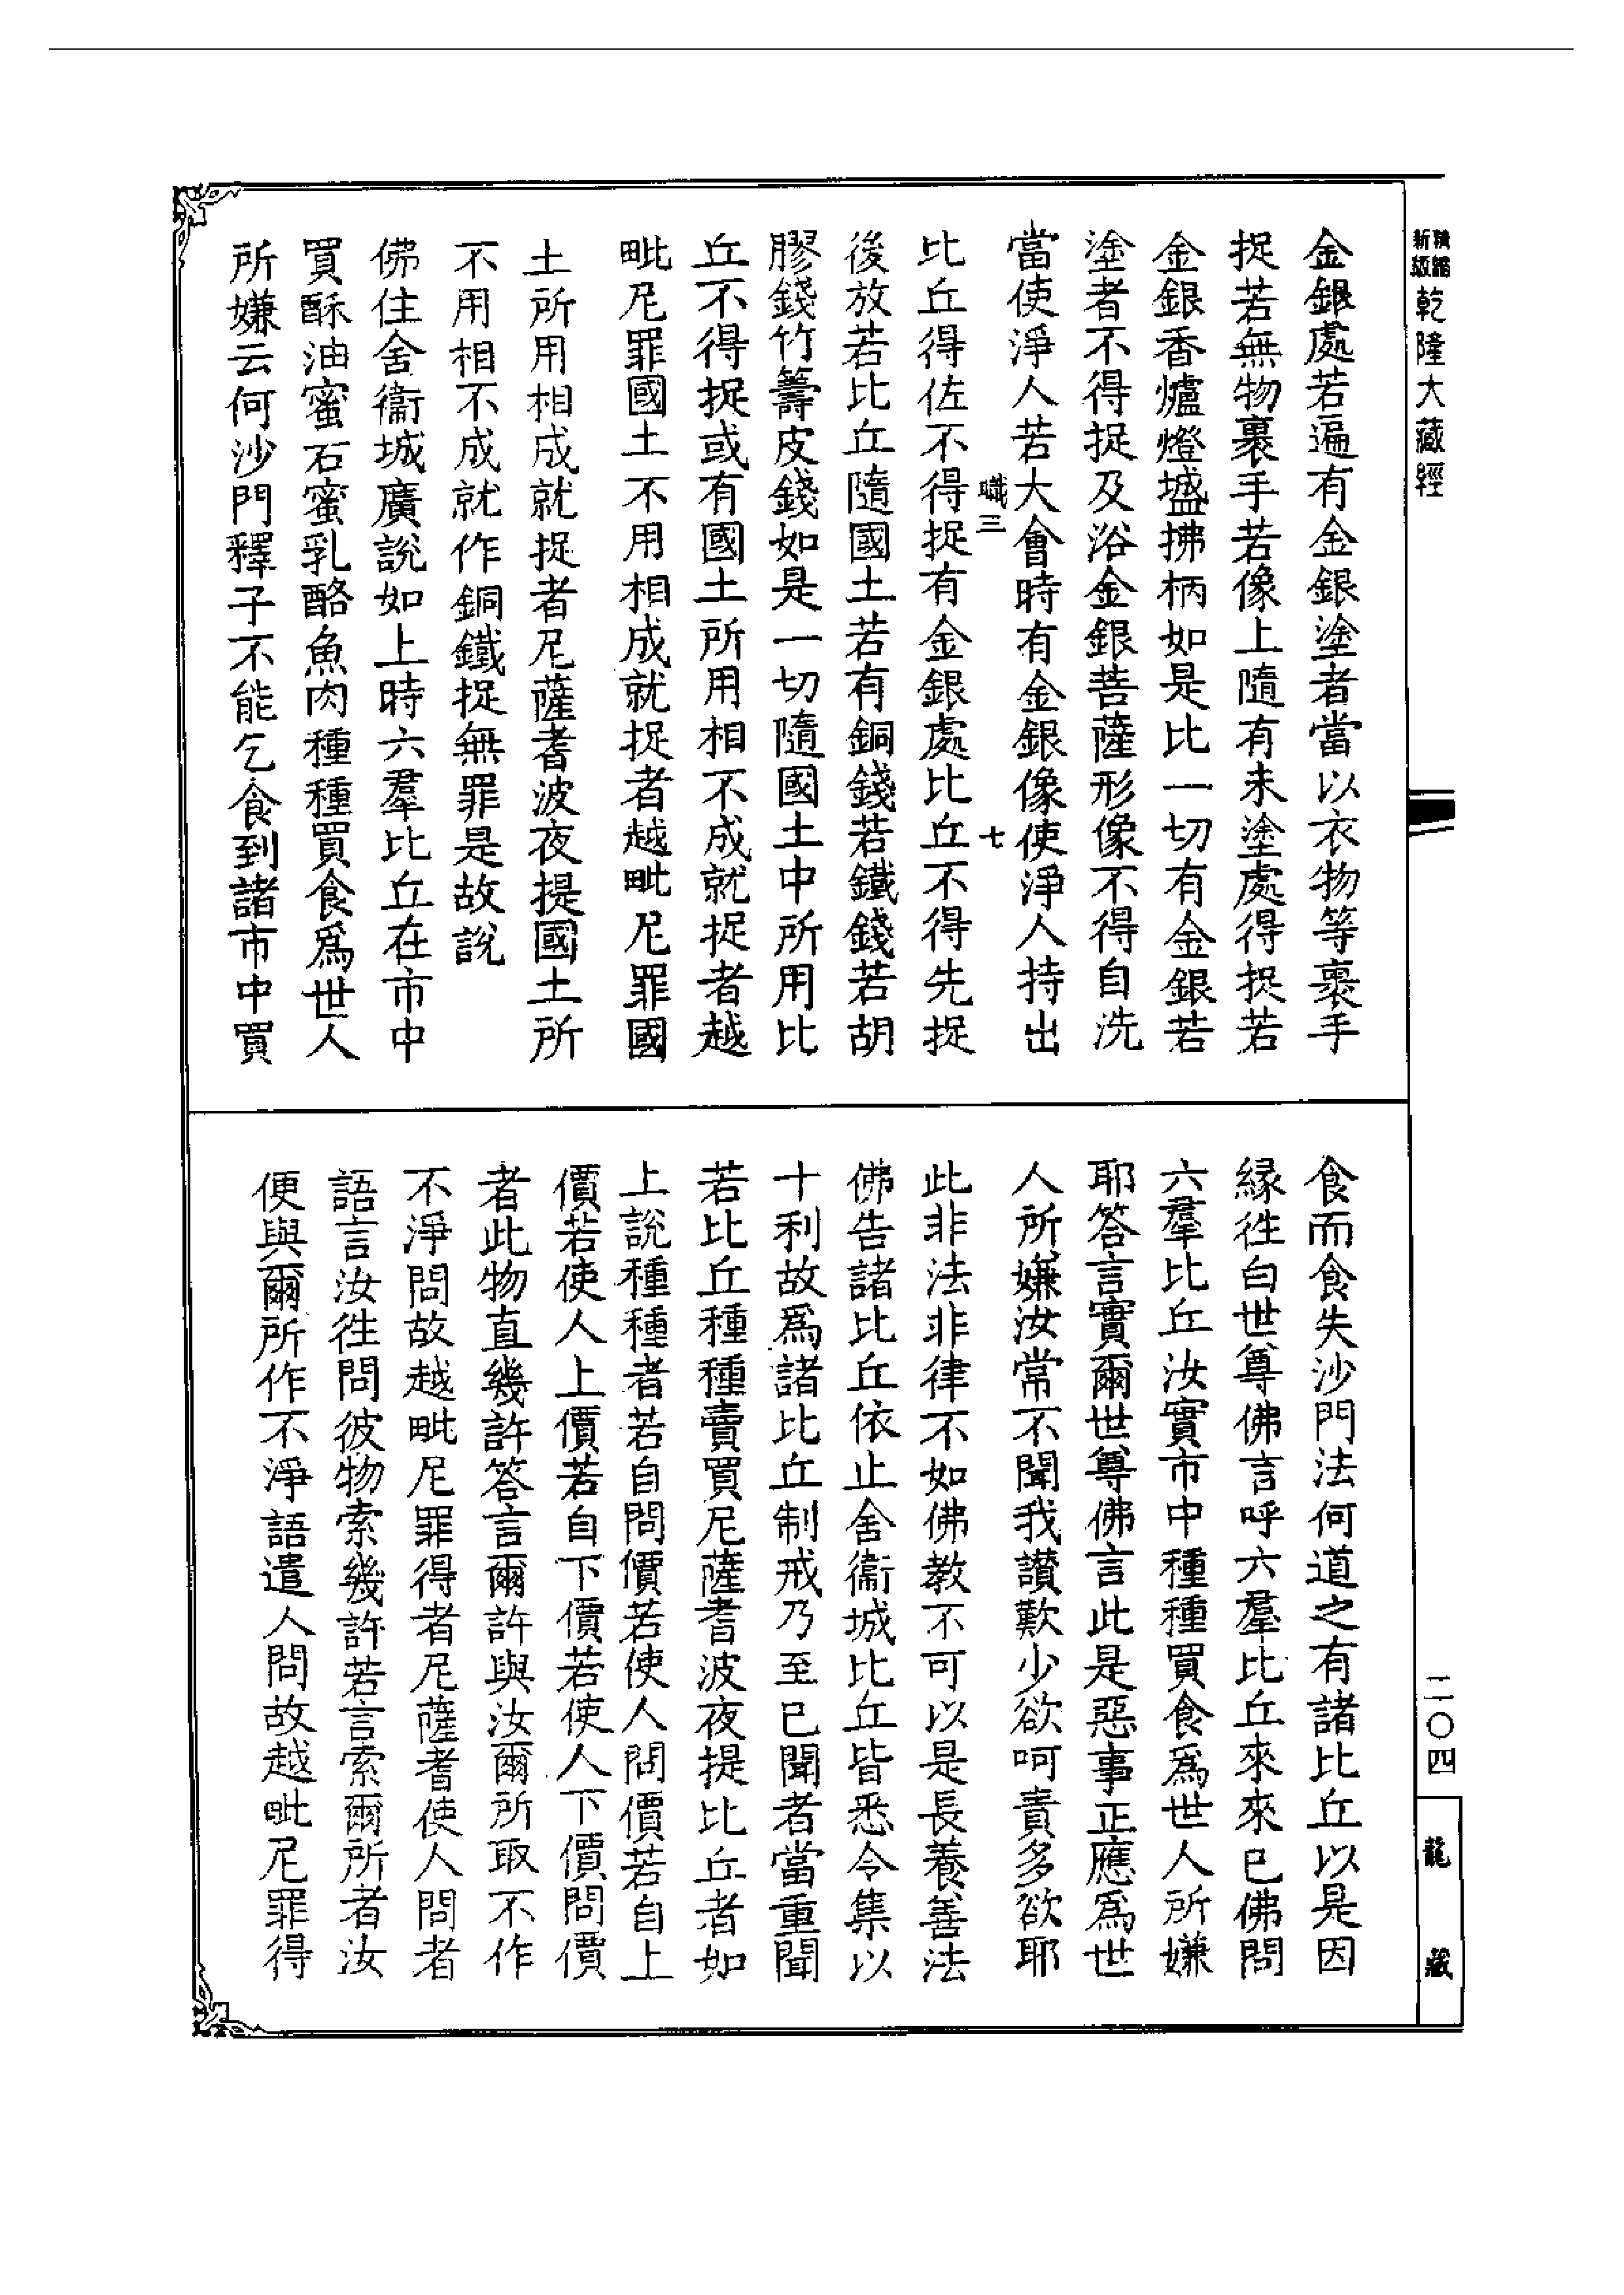 新編縮版 乾隆大藏經
金銀處若遍有金銀塗者當以衣物等裹手
捉若無物裹手若像上隨有未塗處得捉若
金銀香爐燈盛拂柄如是比一切有金銀若
塗者不得捉及浴金銀菩薩形像不得自洗
當使淨人若大會時有金銀像使淨人持出
職三 七
比丘得佐不得捉有金銀處比丘不得先捉
後放若比丘隨國土若有銅錢若鐵錢若胡
膠錢竹籌皮錢如是一切隨國土中所用比
丘不得捉或有國土所用相不成就捉者越
毗尼罪國土不用相成就捉者越毗尼罪國
土所用相成就捉者尼薩耆波夜提國土所
不用相不成就作銅鐵捉無罪是故說
佛住舍衞城廣說如上時六羣比丘在市中
買酥油蜜石蜜乳酪魚肉種種買食爲世人
所嫌云何沙門釋子不能乞食到諸市中買
食而食失沙門法何道之有諸比丘以是因
緣徃白世尊佛言呼六羣比丘來來已佛問
六羣比丘汝實市中種種買食爲世人所嫌
耶答言實爾世尊佛言此是惡事正應爲世
人所嫌汝常不聞我讃歎少欲呵責多欲耶
此非法非律不如佛教不可以是長養善法
佛告諸比丘依止舍衞城比丘皆悉令集以
十利故爲諸比丘制戒乃至已聞者當重聞
若比丘種種賣買尼薩耆波夜提比丘者如
上說種種者若自問價若使人問價若自上
價若使人上價若自下價若使人下價問價
者此物直幾許答言爾許與汝爾所取不作
不淨問故越毗尼罪得者尼薩耆使人問者
語言汝徃問彼物索幾許若言索爾所者汝
便與爾所作不淨語遣人問故越毗尼罪得
二〇四
龍藏